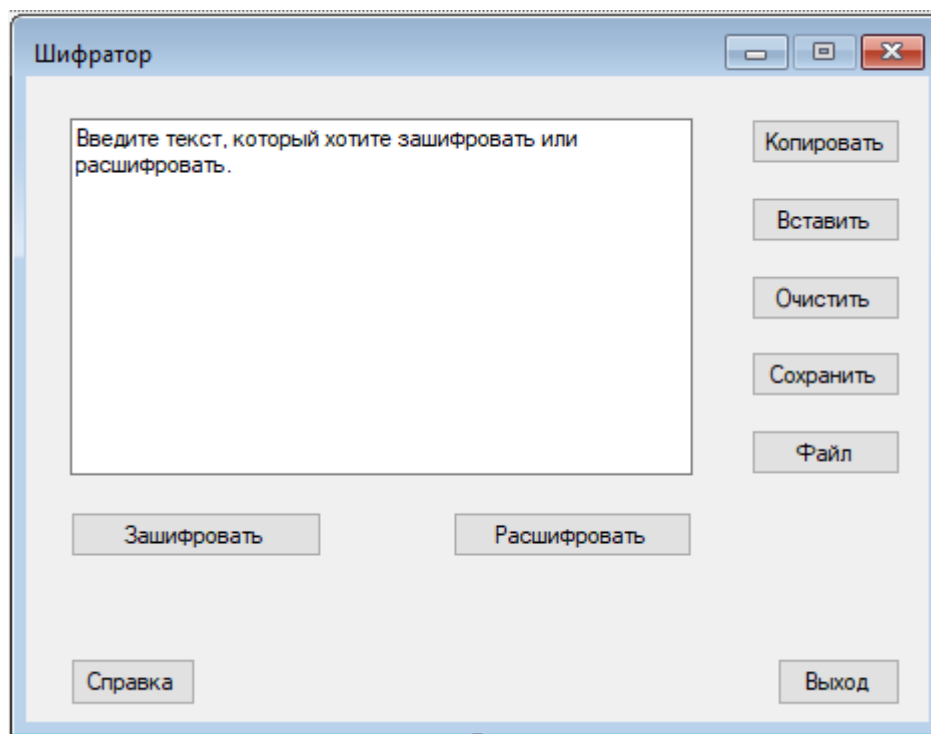 Шифратор
Введите текст, который хотите зашифровать или
расшифровать.
Копировать
Вставить
Очистить
Сохранить
Файл
Зашифровать
Расшифровать
Справка
Выход